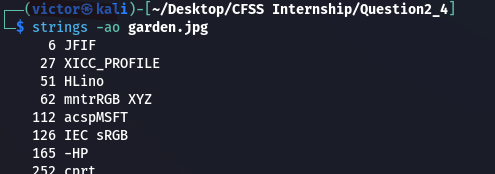 ┌──(victor㉿kali)-[~/Desktop/CFSS Internship/Question2_4]
└─$ strings -ao garden.jpg
6 JFIF
27 XICC_PROFILE
51 HLino
62 mntrRGB XYZ
112 acspMSFT
126 IEC sRGB
165 -HP
252 cprt